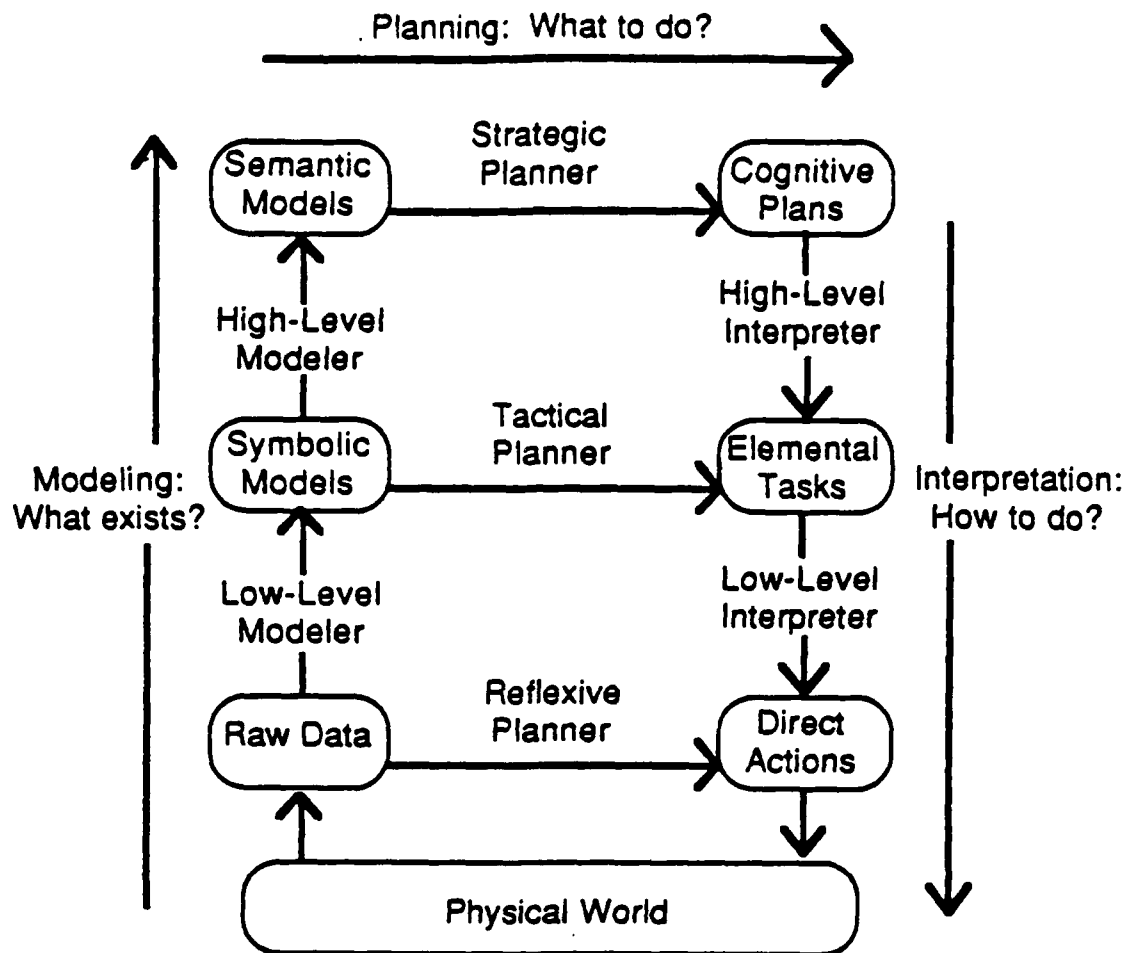 Planning: What to do?
Strategic
Planner
Semantic
Models
Cognitive
Plans
High-Level
Modeler
High-Level
Interpreter
Tactical
Planner
Symbolic
Models
Elemental
Tasks
Modeling:
What exists?
Interpretation:
How to do?
Low-Level
Modeler
Low-Level
Interpreter
Reflexive
Planner
Raw Data
Direct
Actions
Physical World